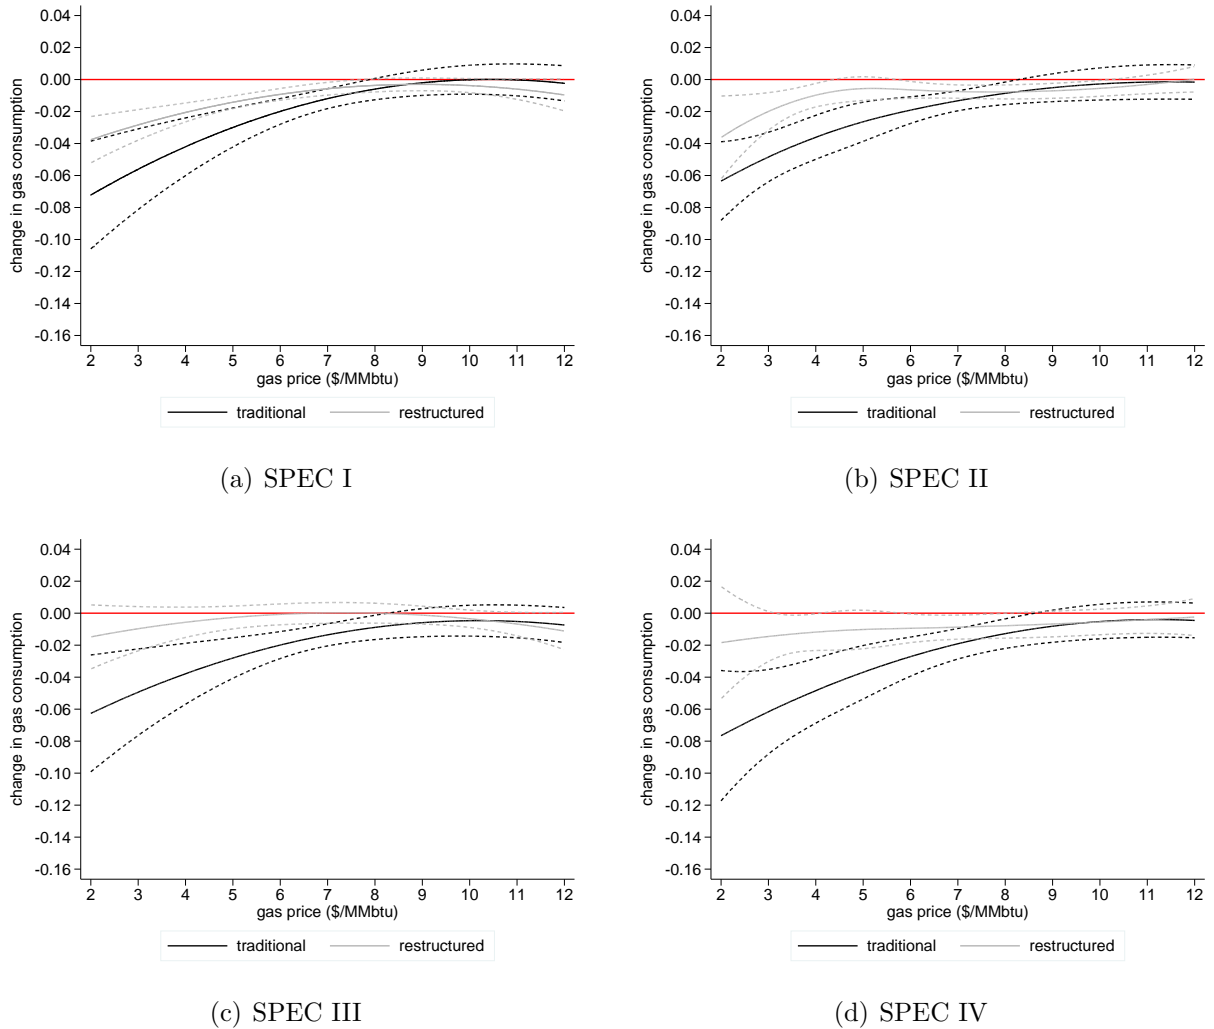 0.04
0.02
0.00
-0.02
-0.04
-0.06
-0.08
-0.10
-0.12
-0.14
-0.16
change in gas consumption
2 3 4 5 6 7 8 9 10 11 12
gas price ($/MMbtu)
traditional restructured
(a) SPEC I
0.04
0.02
0.00
-0.02
-0.04
-0.06
-0.08
-0.10
-0.12
-0.14
-0.16
change in gas consumption
2 3 4 5 6 7 8 9 10 11 12
gas price ($/MMbtu)
traditional restructured
(b) SPEC II
0.04
0.02
0.00
-0.02
-0.04
-0.06
-0.08
-0.10
-0.12
-0.14
-0.16
change in gas consumption
2 3 4 5 6 7 8 9 10 11 12
gas price ($/MMbtu)
traditional restructured
(c) SPEC III
0.04
0.02
0.00
-0.02
-0.04
-0.06
-0.08
-0.10
-0.12
-0.14
-0.16
change in gas consumption
2 3 4 5 6 7 8 9 10 11 12
gas price ($/MMbtu)
traditional restructured
(d) SPEC IV